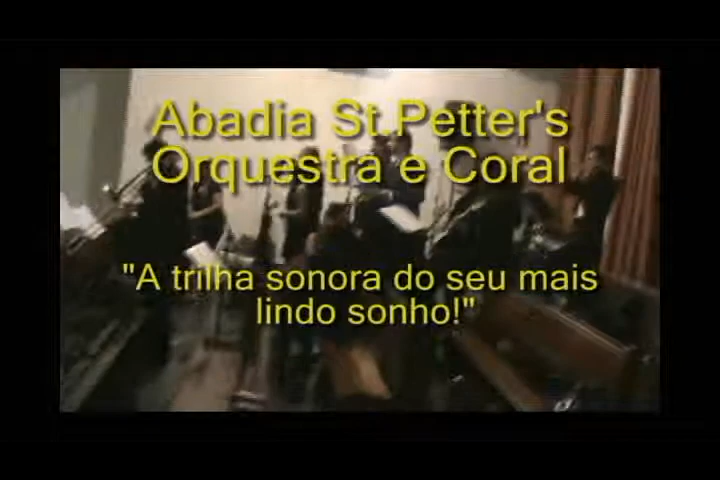 Abadia St.Petter's
Orquestra e Coral
"A trilha sonora do seu mais
lindo sonho!"